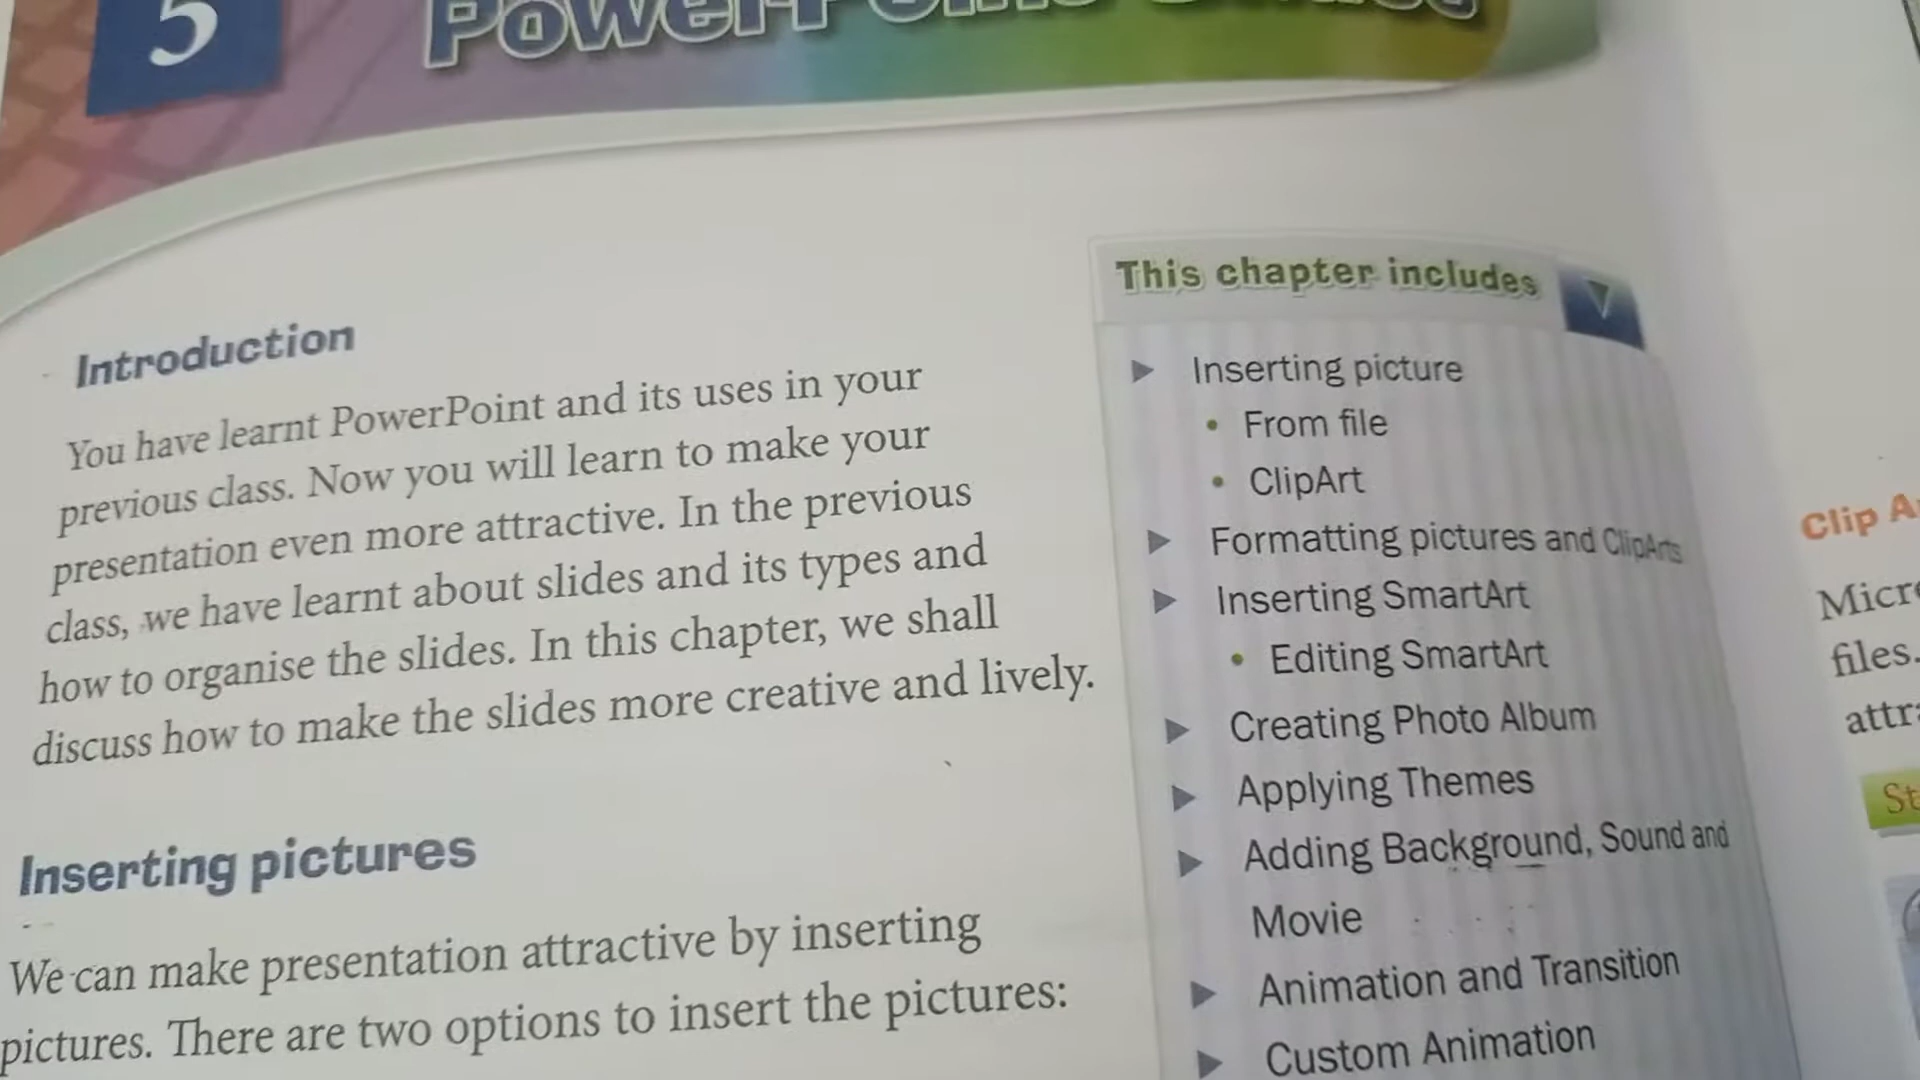 5
Introduction
You have learnt PowerPoint and its uses in your
previous class. Now you will learn to make your
presentation even more attractive. In the previous
class, we have learnt about slides and its types and
how to organise the slides. In this chapter, we shall
discuss how to make the slides more creative and lively.
Inserting pictures
We can make presentation attractive by inserting
pictures. There are two options to insert the pictures:
This chapter includes
Inserting picture
• From file
• ClipArt
Formatting pictures and ClipArts
Inserting SmartArt
• Editing SmartArt
Creating Photo Album
Applying Themes
Adding Background, Sound and
Movie
Animation and Transition
Custom Animation
Clip
files.